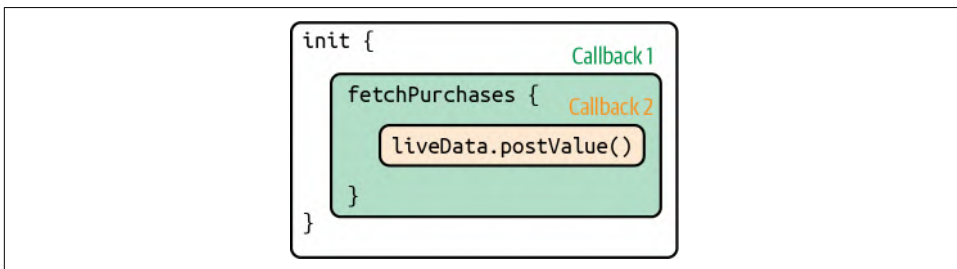 init {
Callback 1
fetchPurchases {
Callback 2
liveData.postValue()
}
}